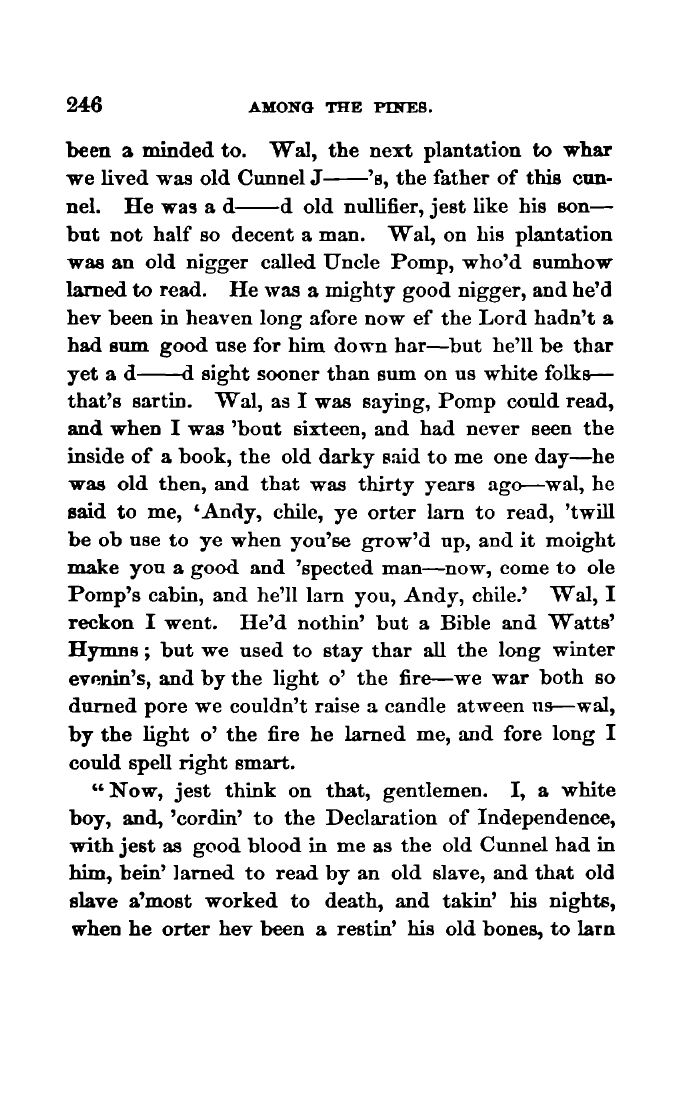 246 AMONG THE PINES.
been a minded to. Wal, the next plantation to whar
we lived was old Cunnel J——'s, the father of this cun-
nel. He was a d——d old nullifier, jest like his son—
but not half so decent a man. Wal, on his plantation
was an old nigger called Uncle Pomp, who'd sumhow
larned to read. He was a mighty good nigger, and he'd
hev been in heaven long afore now ef the Lord hadn't a
had sum good use for him down har—but he'll be thar
yet a d——d sight sooner than sum on us white folks—
that's sartin. Wal, as I was saying, Pomp could read,
and when I was 'bout sixteen, and had never seen the
inside of a book, the old darky said to me one day—he
was old then, and that was thirty years ago—wal, he
said to me, 'Andy, chile, ye orter larn to read, 'twill
be ob use to ye when you'se grow'd up, and it moight
make you a good and 'spected man—now, come to ole
Pomp's cabin, and he'll larn you, Andy, chile.' Wal, I
reckon I went. He'd nothin' but a Bible and Watts'
Hymns; but we used to stay thar all the long winter
evenin's, and by the light o' the fire—we war both so
durned pore we couldn't raise a candle atween us—wal,
by the light o' the fire he larned me, and fore long I
could spell right smart.
"Now, jest think on that, gentlemen. I, a white
boy, and, 'cordin' to the Declaration of Independence,
with jest as good blood in me as the old Cunnel had in
him, bein' larned to read by an old slave, and that old
slave a'most worked to death, and takin' his nights,
when he orter hev been a restin' his old bones, to larn